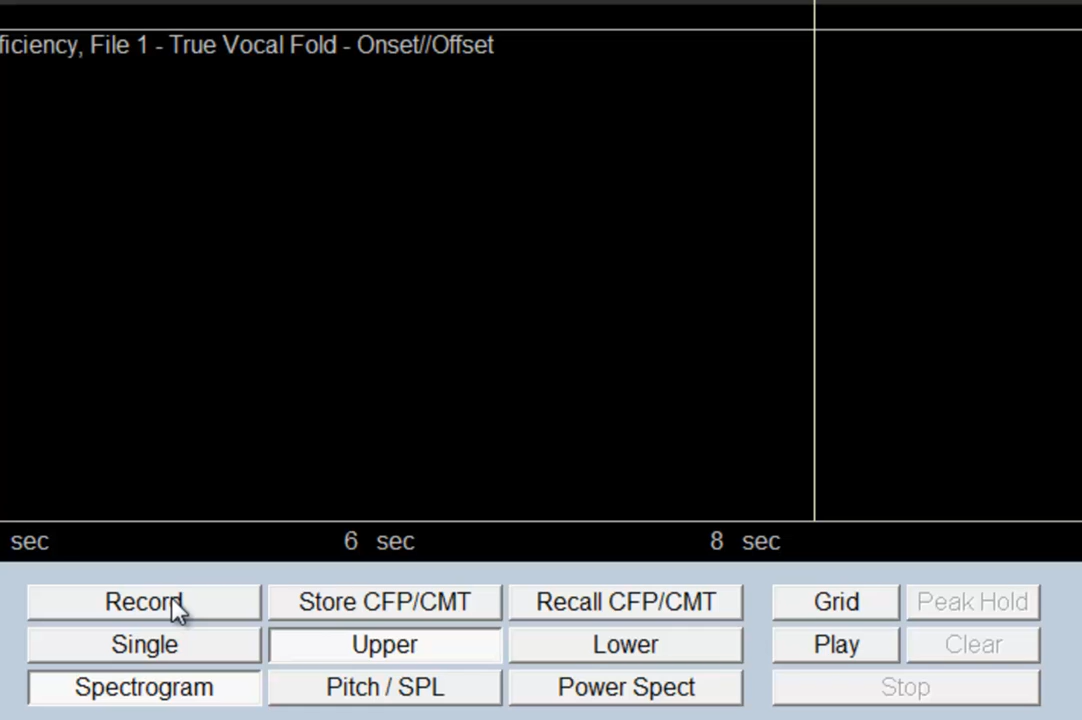 ficiency, File 1 - True Vocal Fold - Onset//Offset
sec 6 sec 8 sec
Record Store CFP/CMT Recall CFP/CMT Grid Peak Hold
Single Upper Lower Play Clear
Spectrogram Pitch / SPL Power Spect Stop